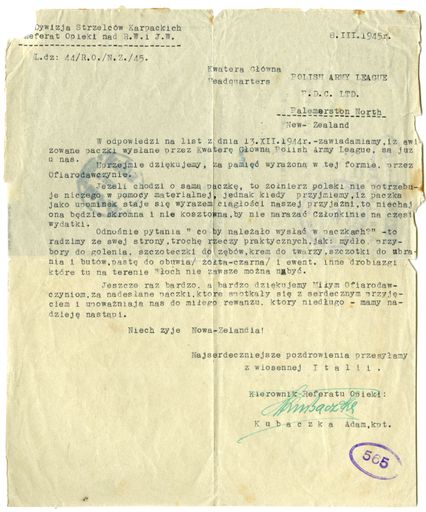 Dywizja Strzelców Karpackich
Referat Opieki nad R.W.i J.W.
8.III.1945r.
L.dz: 44/R.O./N.Z./45.
Kwatera Główna
Headquarters
POLISH ARMY LEAGUE
P.D.C. LTD.
Palemerston North
New- Zealand
W odpowiedzi na list z dnia 13.XII.1944r.-zawiadamiamy,iż awi
zowane paczki wysłane przez Kwaterę Główną Polish Army League, są już
u nas.
Uprzejmie dziękujemy, za pamięć wyrażoną w tej formie, przez
Ofiarodawczynie.
Jeżeli chodzi o samą paczkę, to żołnierz polski nie potrzebu-
je niczego w pomocy materialnej, jednak kiedy przyjmiemy,iż paczka
jako upominek staje się wyrazem ciągłości naszej przyjaźni,to niechaj
ona będzie skromna i nie kosztowna,by nie narażać Członkinie na częst
wydatki.
Odnośnie pytania " co by należało wysłać w paczkach?" -to
radzimy ze swej strony,trochę rzeczy praktycznych,jak: mydło, przy-
bory do golenia, szczoteczki do zębów,krem do twarzy,szczotki do ubra
nia i butów,pastę do obuwia/ żółta-czarna/ i ewent. inne drobiazgi
które tu na terenie Włoch nie zawsze można nabyć.
Jeszcze raz bardzo, a bardzo dziękujemy Miłym Ofiarodaw-
czyniom,za nadesłane paczki,które spotkały się z serdecznym przyję-
ciem i upoważniają nas do miłego rewanżu, który niedługo - mamy na-
dzieję nastąpi.
Niech żyje Nowa-Zelandia!
Najserdeczniejsze pozdrowienia przesyłamy
z wiosennej Italii.
Kierownik Referatu Opieki:
Kubaczka
Kubaczka Adam,kpt.
565